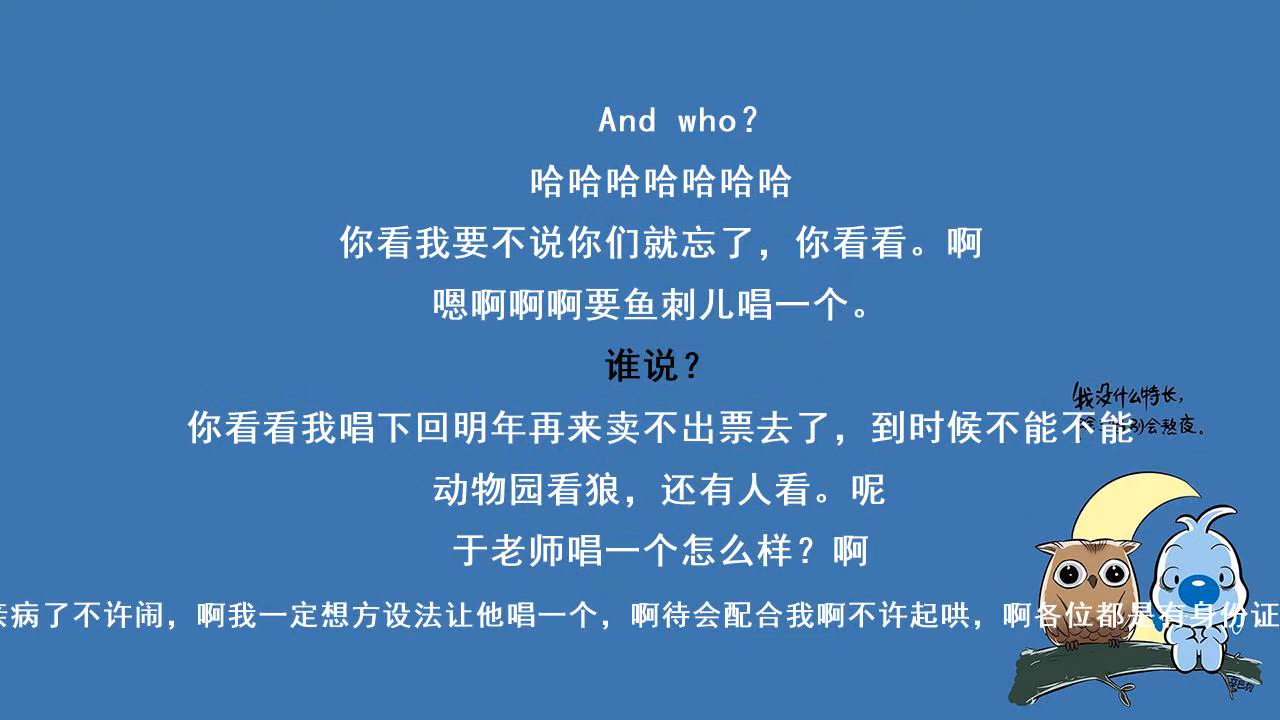 And who?
哈哈哈哈哈哈哈
你看我要不说你们就忘了，你看看。啊
嗯啊啊啊要鱼刺儿唱一个。
谁说？
你看看我唱下回明年再来卖不出票去了，到时候不能不能
我没什么特长，
会熬夜。
动物园看狼，还有人看。呢
于老师唱一个怎么样？啊
病了不许闹，啊我一定想方设法让他唱一个，啊待会配合我啊不许起哄，啊各位都是有身份证